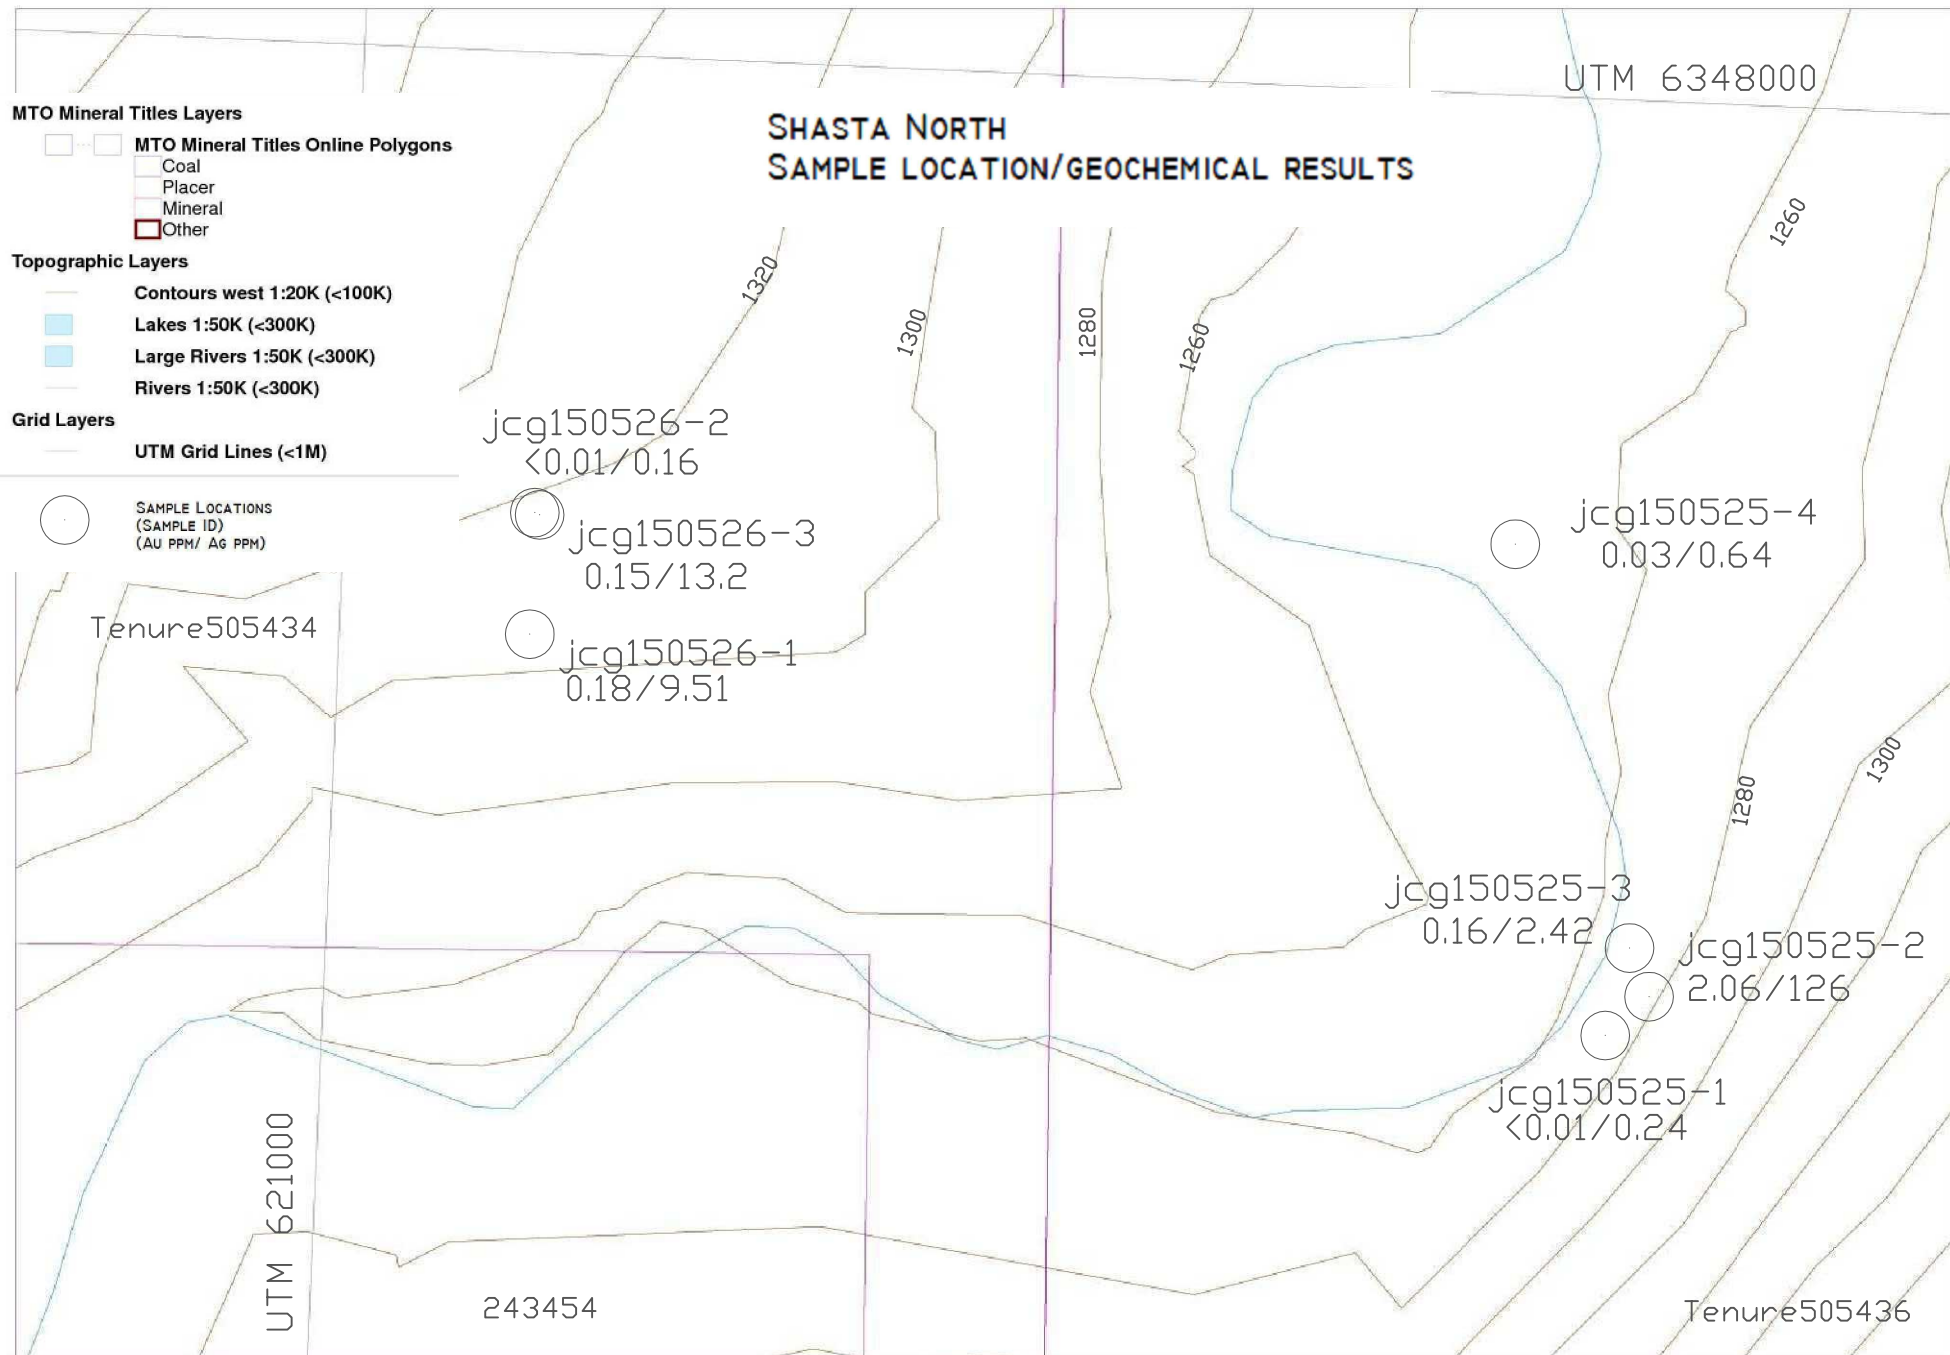 UTM 6348000
MTO Mineral Titles Layers
MTO Mineral Titles Online Polygons
Coal
Placer
Mineral
Other
Topographic Layers
Contours west 1:20K (<100K)
Lakes 1:50K (<300K)
Large Rivers 1:50K (<300K)
Rivers 1:50K (<300K)
Grid Layers
UTM Grid Lines (<1M)
SAMPLE LOCATIONS
(SAMPLE ID)
(AU PPM/ AG PPM)
SHASTA NORTH
SAMPLE LOCATION/GEOCHEMICAL RESULTS
1260
1320
1300
1280
1260
jcg150526-2
<0.01/0.16
jcg150526-3
0.15/13.2
jcg150525-4
0.03/0.64
Tenure505434
jcg150526-1
0.18/9.51
1300
1280
jcg150525-3
0.16/2.42
jcg150525-2
2.06/126
jcg150525-1
<0.01/0.24
UTM 621000
243454
Tenure505436